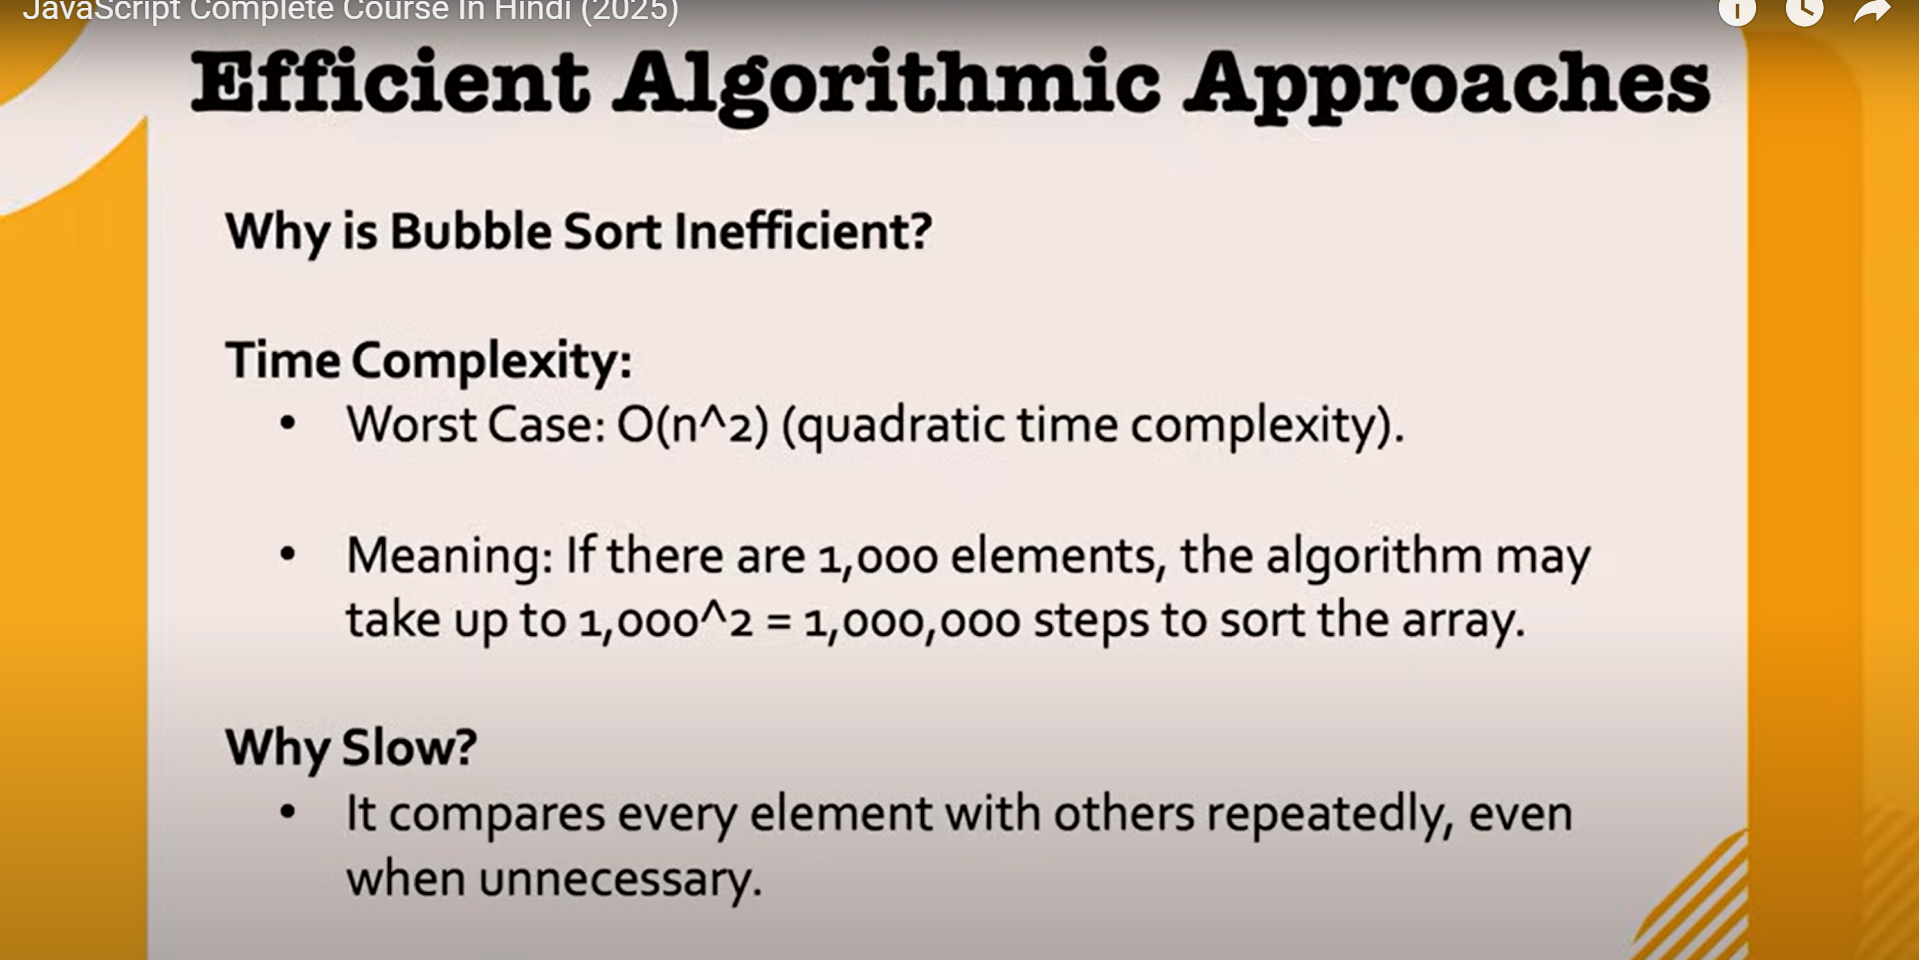 JavaScript Complete Course In Hindi (2025)
Efficient Algorithmic Approaches
Why is Bubble Sort Inefficient?
Time Complexity:
• Worst Case: O(n^2) (quadratic time complexity).
• Meaning: If there are 1,000 elements, the algorithm may
take up to 1,000^2 = 1,000,000 steps to sort the array.
Why Slow?
• It compares every element with others repeatedly, even
when unnecessary.